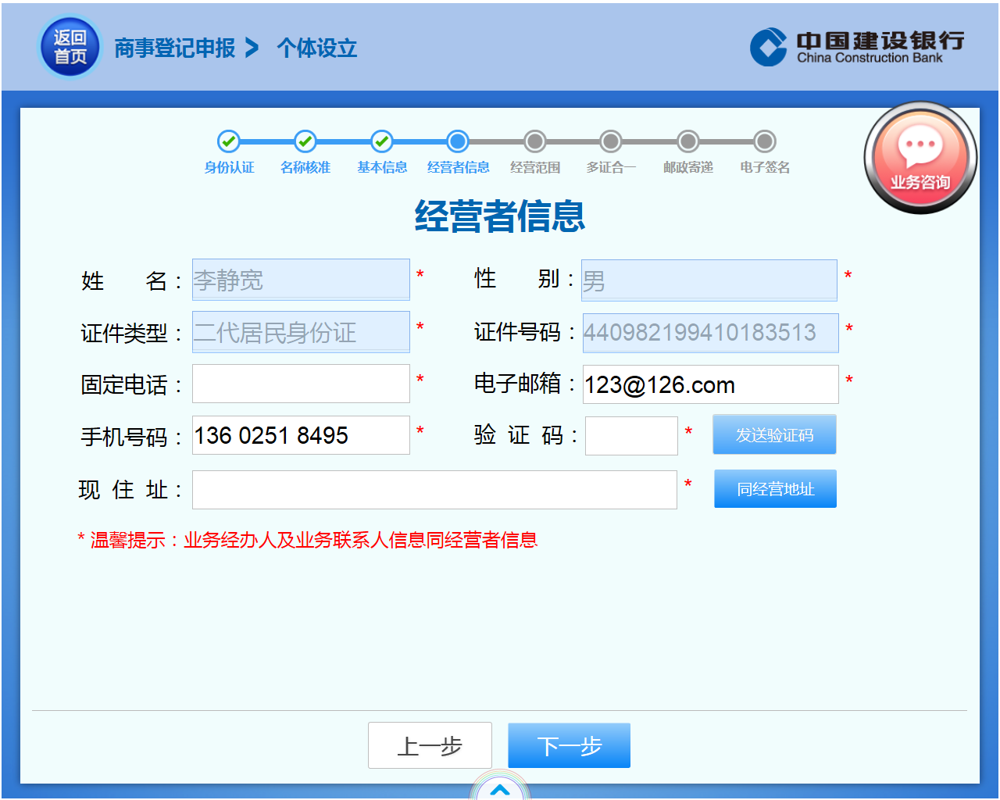 返回
首页
商事登记申报 > 个体设立
中国建设银行
China Construction Bank
身份认证 名称核准 基本信息 经营者信息 经营范围 多证合一 邮政寄递 电子签名
业务咨询
经营者信息
姓 名： 李静宽 * 性 别： 男 *
证件类型： 二代居民身份证 * 证件号码： 440982199410183513 *
固定电话： * 电子邮箱： 123@126.com *
手机号码： 136 0251 8495 * 验 证 码： * 发送验证码
现 住 址： * 同经营地址
* 温馨提示：业务经办人及业务联系人信息同经营者信息
上一步 下一步